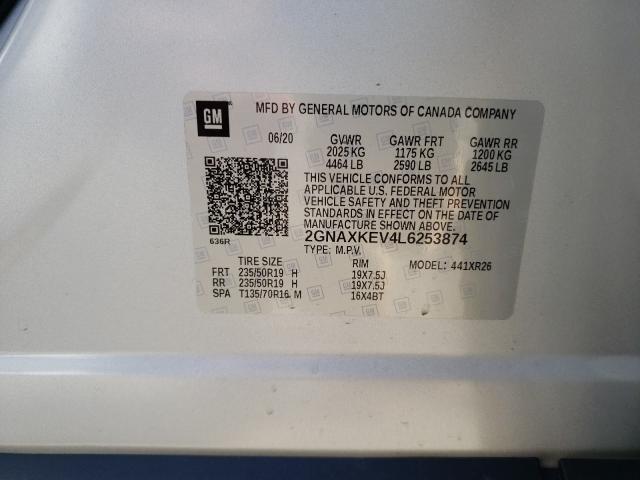 GM MFD BY GENERAL MOTORS OF CANADA COMPANY
06/20 GVWR GAWR FRT GAWR RR
2025 KG 1175 KG 1200 KG
4464 LB 2590 LB 2645 LB
THIS VEHICLE CONFORMS TO ALL
APPLICABLE U.S. FEDERAL MOTOR
VEHICLE SAFETY AND THEFT PREVENTION
STANDARDS IN EFFECT ON THE DATE OF
MANUFACTURE SHOWN ABOVE.
636R 2GNAXKEV4L6253874
TYPE: M.P.V.
TIRE SIZE RIM MODEL: 441XR26
FRT 235/50R19 H 19X7.5J
RR 235/50R19 H 19X7.5J
SPA T135/70R16 M 16X4BT